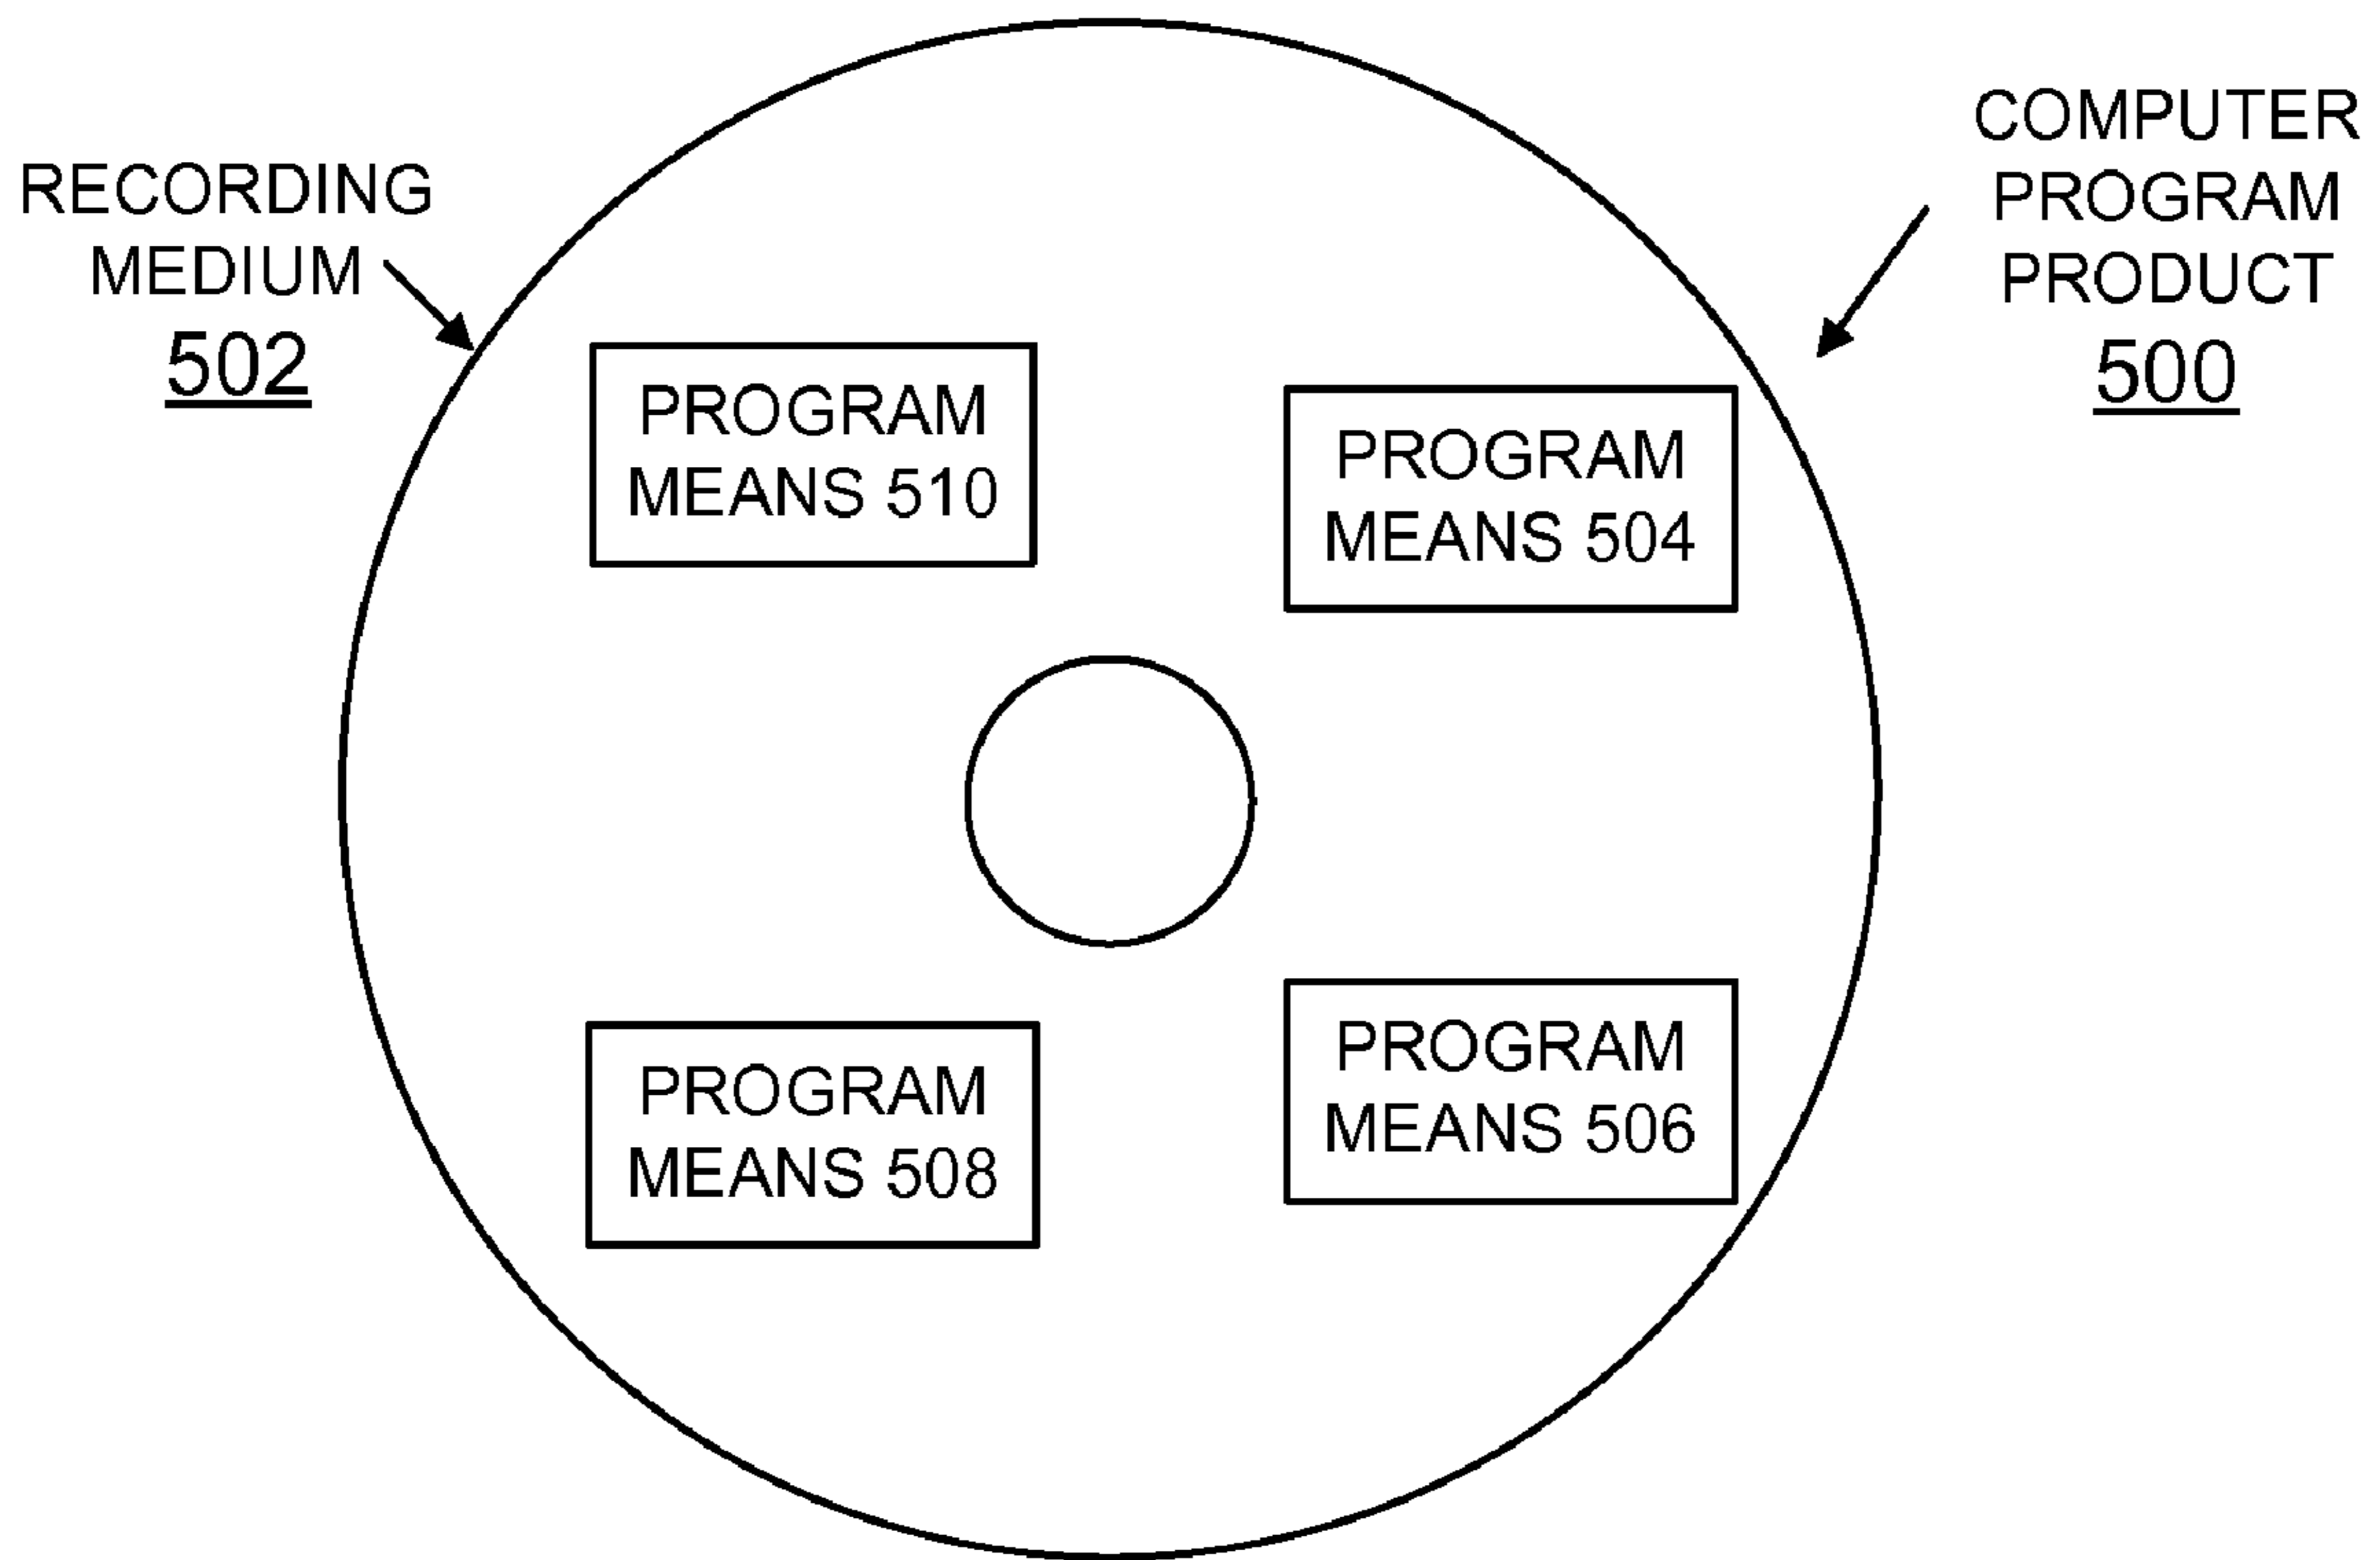 RECORDING
MEDIUM
502
COMPUTER
PROGRAM
PRODUCT
500
PROGRAM
MEANS 510
PROGRAM
MEANS 504
PROGRAM
MEANS 508
PROGRAM
MEANS 506